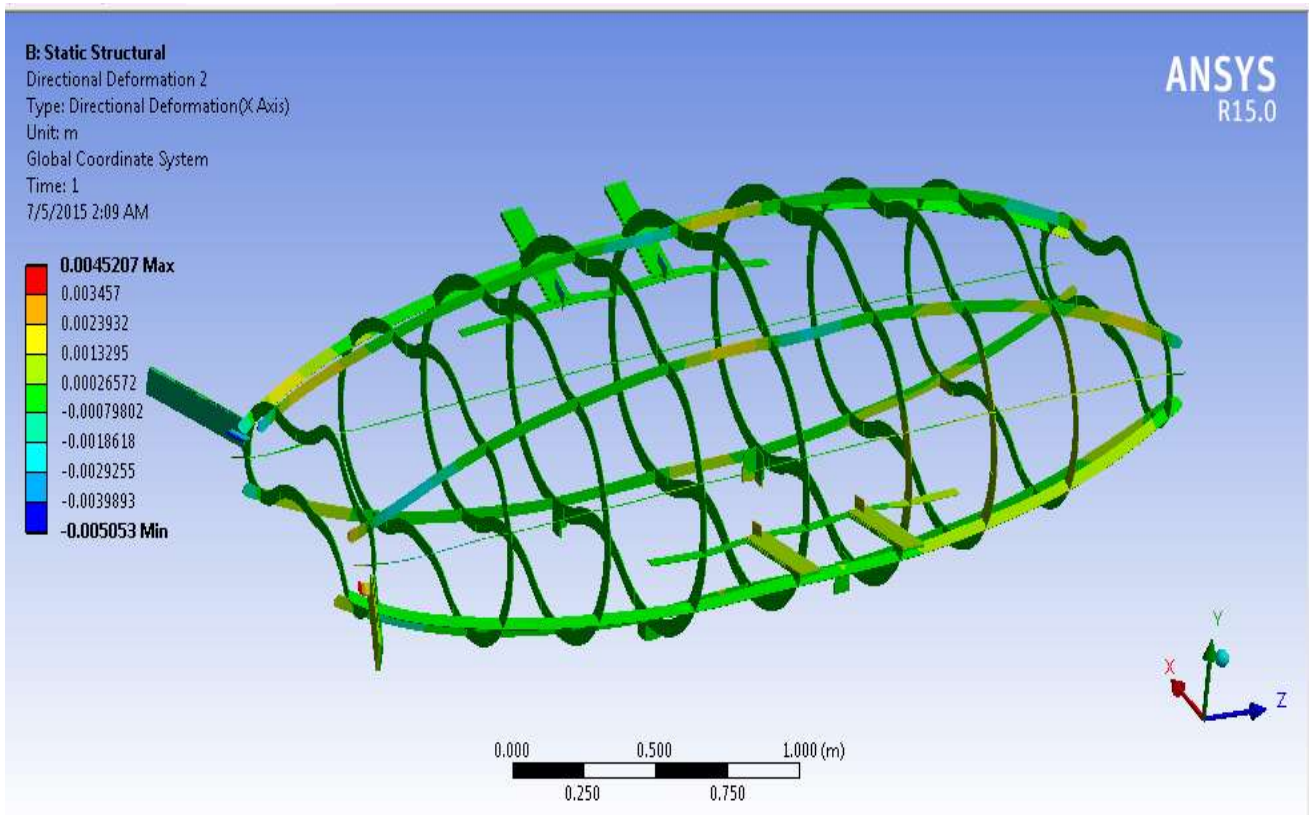 B: Static Structural
Directional Deformation 2
Type: Directional Deformation(X Axis)
Unit: m
Global Coordinate System
Time: 1
7/5/2015 2:09 AM
ANSYS
R15.0
0.0045207 Max
0.003457
0.0023932
0.0013295
0.00026572
-0.00079802
-0.0018618
-0.0029255
-0.0039893
-0.005053 Min
Y
X
Z
0.000 0.500 1.000 (m)
0.250 0.750